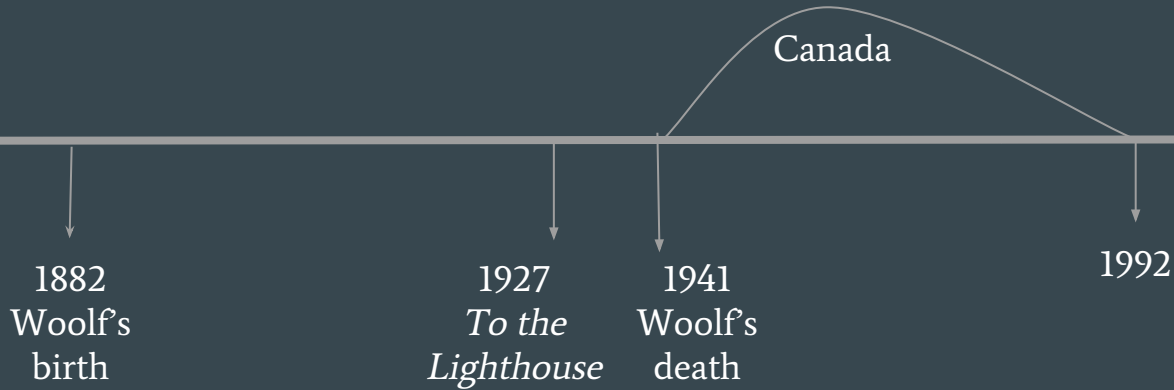 Canada
1882
Woolf’s
birth
1927
To the
Lighthouse
1941
Woolf’s
death
1992